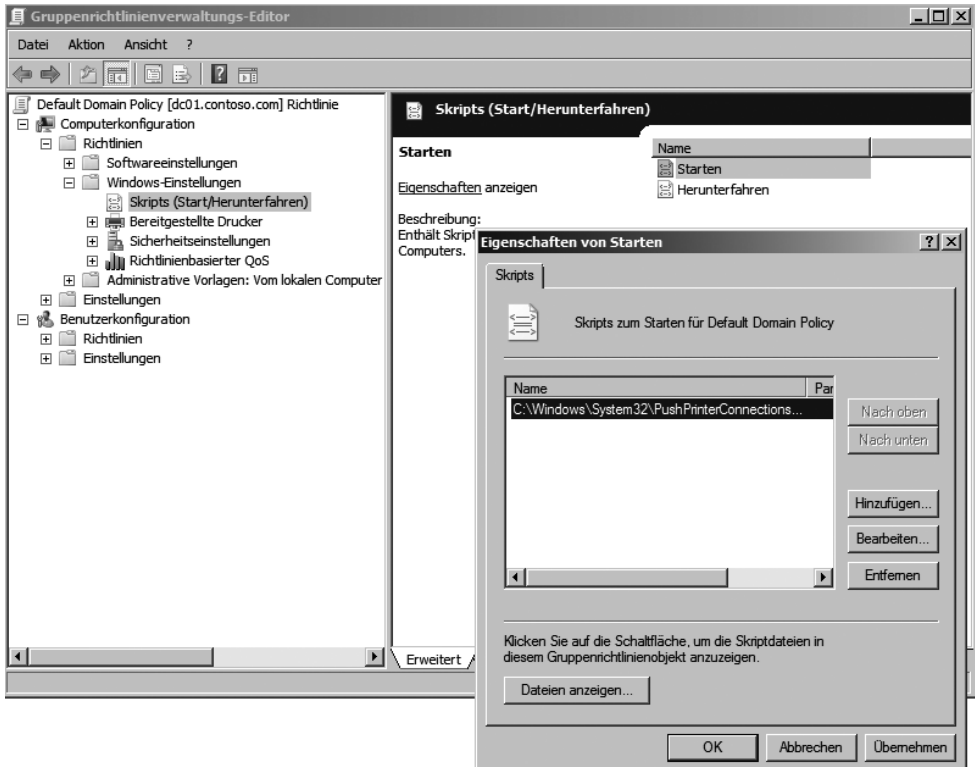 Gruppenrichtlinienverwaltungs-Editor
Datei Aktion Ansicht ?
Default Domain Policy [dc01.contoso.com] Richtlinie
Computerkonfiguration
Richtlinien
Softwareeinstellungen
Windows-Einstellungen
Skripts (Start/Herunterfahren)
Bereitgestellte Drucker
Sicherheitseinstellungen
Richtlinienbasierter QoS
Administrative Vorlagen: Vom lokalen Computer
Einstellungen
Benutzerkonfiguration
Richtlinien
Einstellungen
Skripts (Start/Herunterfahren)
Starten
Eigenschaften anzeigen
Beschreibung:
Enthält Skript
Computers.
Name
Starten
Herunterfahren
Erweitert
Eigenschaften von Starten
Skripts
Skripts zum Starten für Default Domain Policy
Name Par
C:\Windows\System32\PushPrinterConnections...
Nach oben
Nach unten
Hinzufügen...
Bearbeiten...
Entfernen
Klicken Sie auf die Schaltfläche, um die Skriptdateien in
diesem Gruppenrichtlinienobjekt anzuzeigen.
Dateien anzeigen...
OK Abbrechen Übernehmen